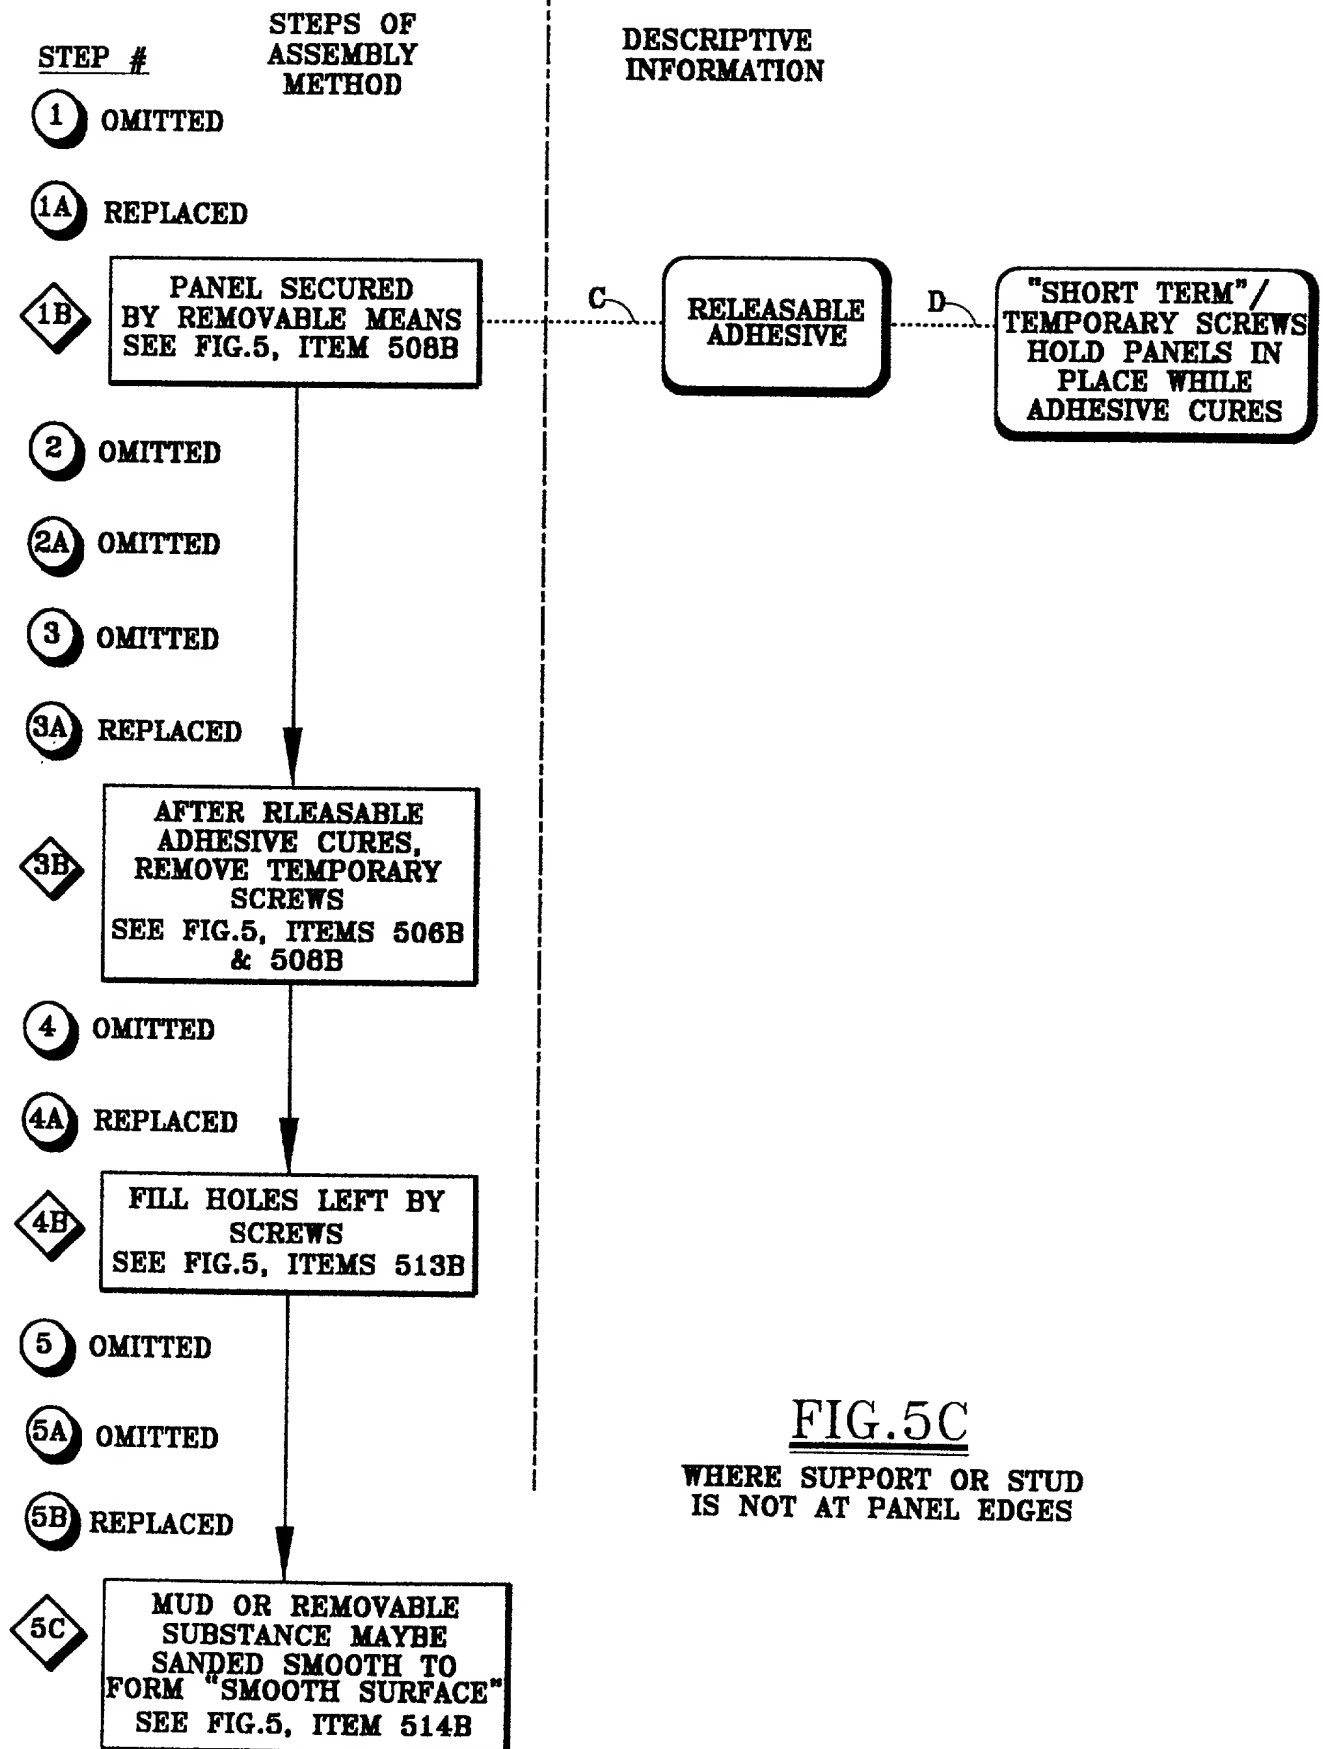 STEP #
STEPS OF
ASSEMBLY
METHOD
DESCRIPTIVE
INFORMATION
1 OMITTED
1A REPLACED
1B
PANEL SECURED
BY REMOVABLE MEANS
SEE FIG.5, ITEM 508B
C
RELEASABLE
ADHESIVE
D
"SHORT TERM"/
TEMPORARY SCREWS
HOLD PANELS IN
PLACE WHILE
ADHESIVE CURES
2 OMITTED
2A OMITTED
3 OMITTED
3A REPLACED
3B
AFTER RLEASABLE
ADHESIVE CURES,
REMOVE TEMPORARY
SCREWS
SEE FIG.5, ITEMS 506B
& 508B
4 OMITTED
4A REPLACED
4B
FILL HOLES LEFT BY
SCREWS
SEE FIG.5, ITEMS 513B
5 OMITTED
5A OMITTED
5B REPLACED
5C
MUD OR REMOVABLE
SUBSTANCE MAYBE
SANDED SMOOTH TO
FORM "SMOOTH SURFACE"
SEE FIG.5, ITEM 514B
FIG.5C
WHERE SUPPORT OR STUD
IS NOT AT PANEL EDGES